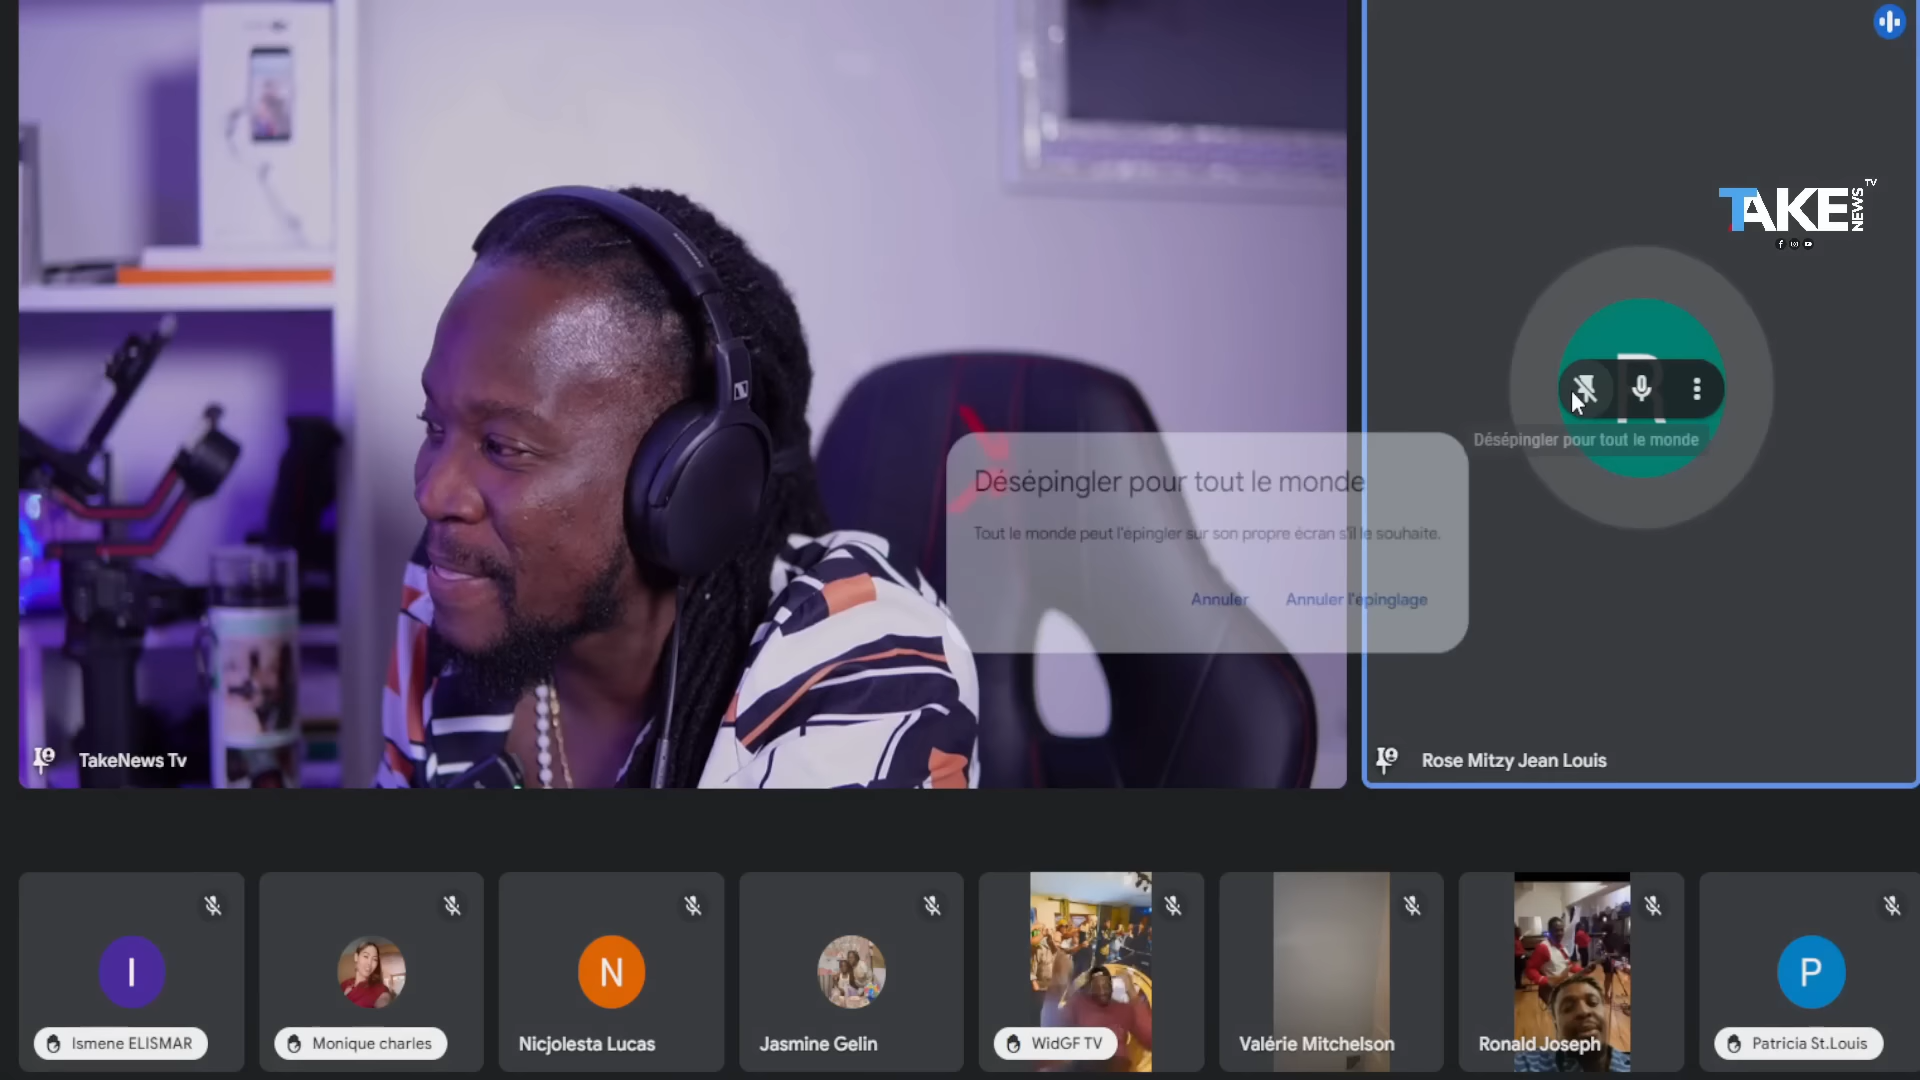 TAKE NEWS TV
R
Désépingler pour tout le monde
Désépingler pour tout le monde
Tout le monde peut l'épingler sur son propre écran s'il le souhaite.
Annuler
Annuler l'épinglage
TakeNews Tv
Rose Mitzy Jean Louis
I
N
P
Ismene ELISMAR
Monique charles
Nicjolesta Lucas
Jasmine Gelin
WidGF TV
Valérie Mitchelson
Ronald Joseph
Patricia St.Louis